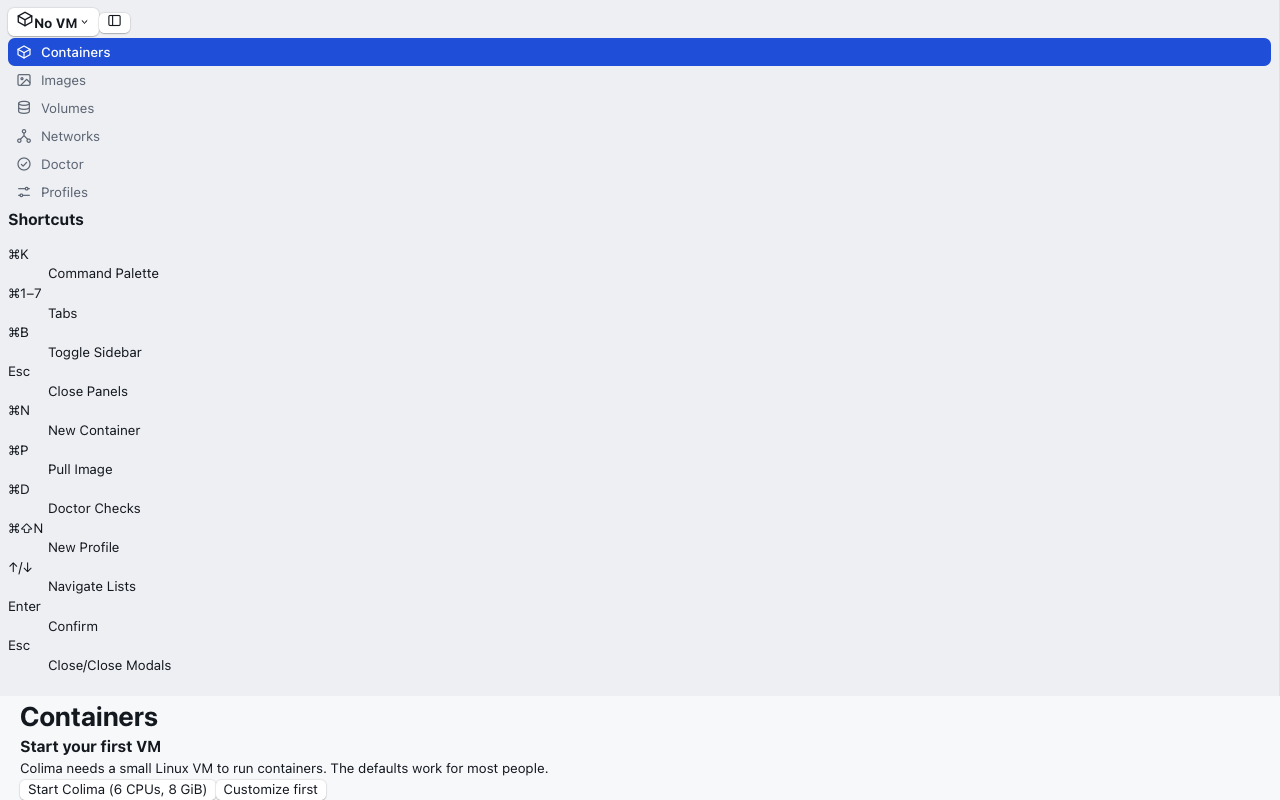 No VM
Containers
Images
Volumes
Networks
Doctor
Profiles
Shortcuts
⌘K
Command Palette
⌘1–7
Tabs
⌘B
Toggle Sidebar
Esc
Close Panels
⌘N
New Container
⌘P
Pull Image
⌘D
Doctor Checks
⌘⇧N
New Profile
↑/↓
Navigate Lists
Enter
Confirm
Esc
Close/Close Modals
Containers
Start your first VM
Colima needs a small Linux VM to run containers. The defaults work for most people.
Start Colima (6 CPUs, 8 GiB) Customize first